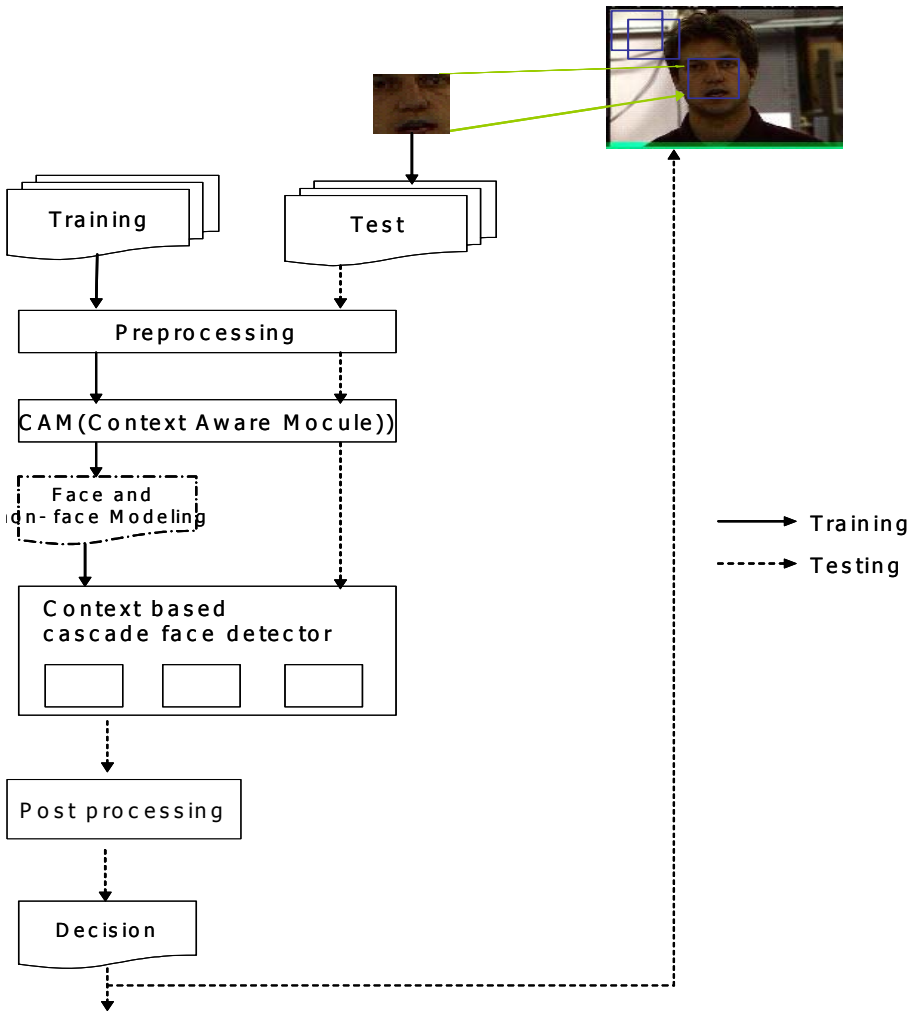 Training
Test
Preprocessing
CAM(Context Aware Mocule))
Face and
non-face Modeling
Training
Testing
Context based
cascade face detector
Post processing
Decision